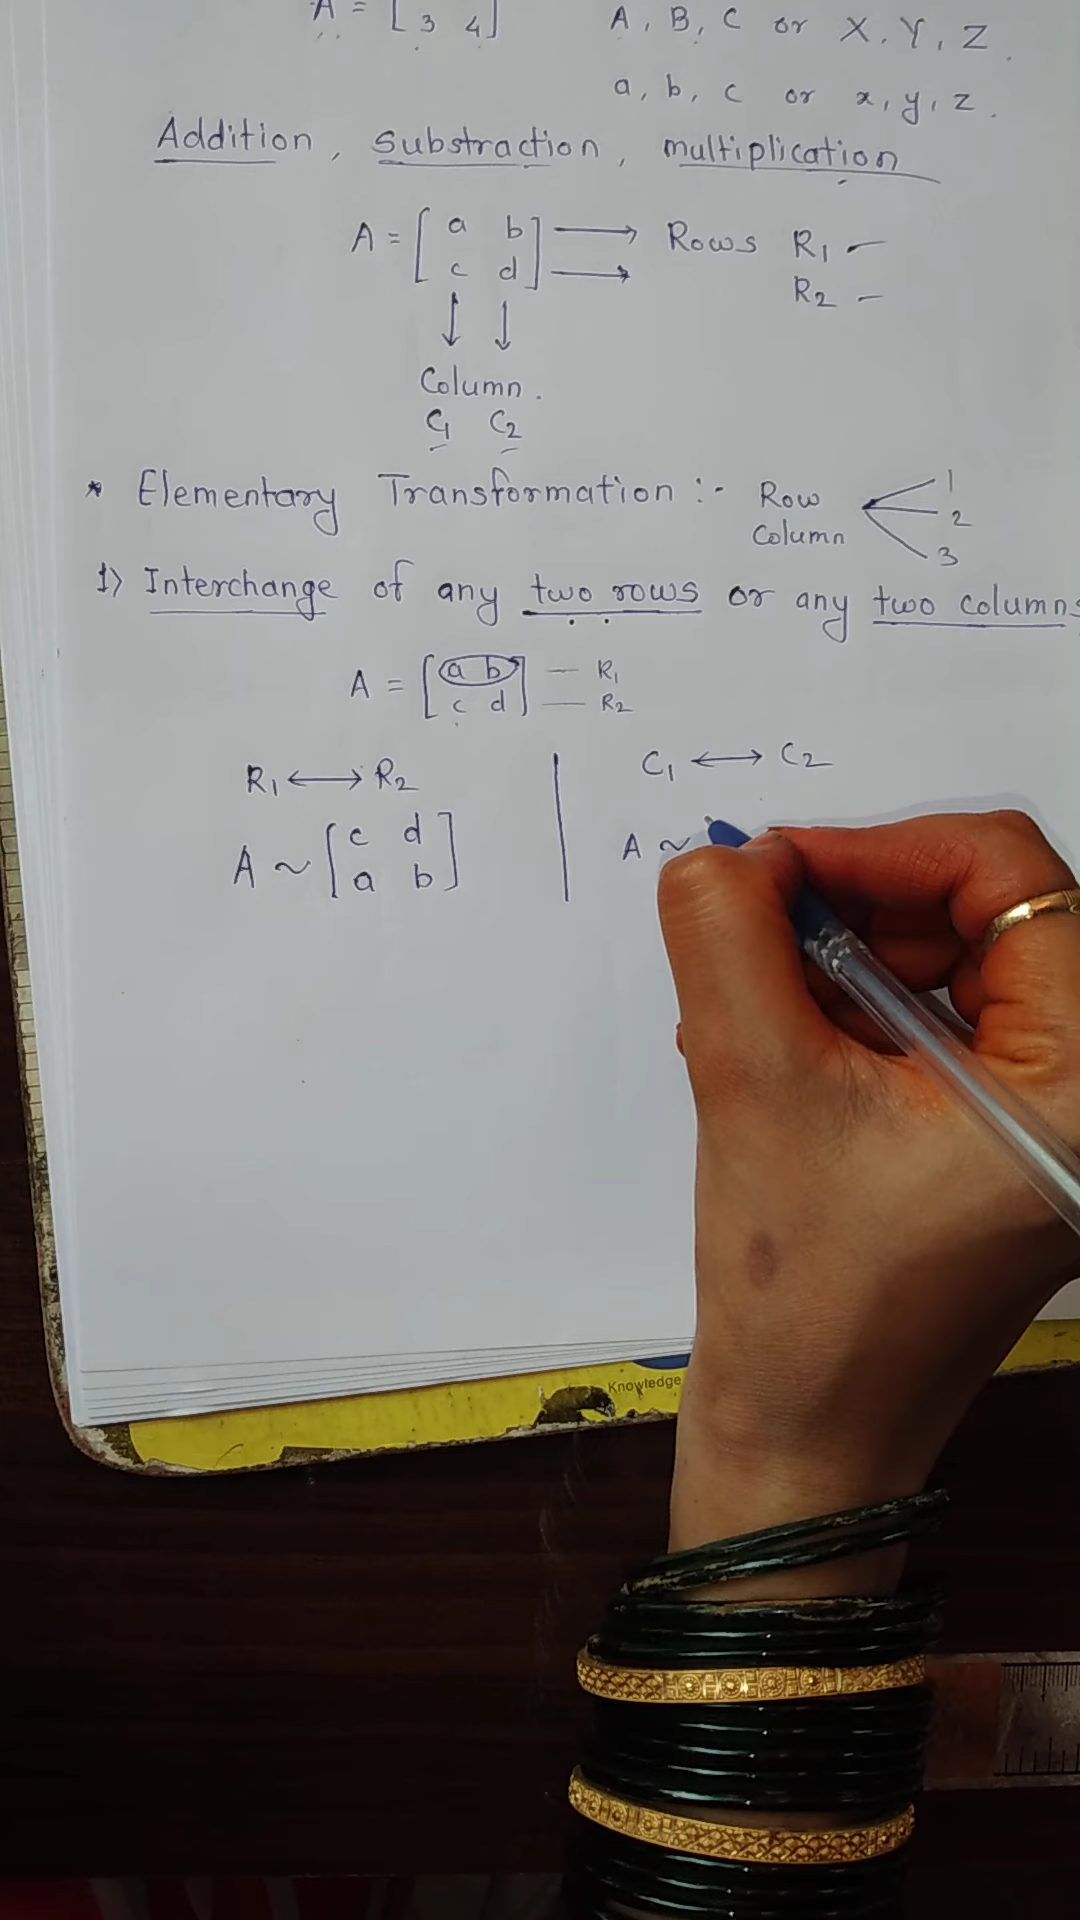 A = [ 3 4 ] A, B, C or X, Y, Z.
a, b, c or x, y, z.
Addition, substraction, multiplication
A = [ a b ] → Rows R1 –
[ c d ] → R2 –
↓ ↓
Column.
C1 C2
* Elementary Transformation :- Row 1
Column 2
3
1) Interchange of any two rows or any two columns
A = [ a b ] — R1
[ c d ] — R2
R1 ↔ R2
A ~ [ c d ]
[ a b ]
C1 ↔ C2
A ~
Knowledge